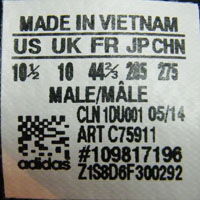 MADE IN VIETNAM
US UK FR JP CHN
10½ 10 44⅔ 285 275
MALE/MÂLE
CLN 1DU001 05/14
ART C75911
#109817196
adidas Z1S8D6F300292